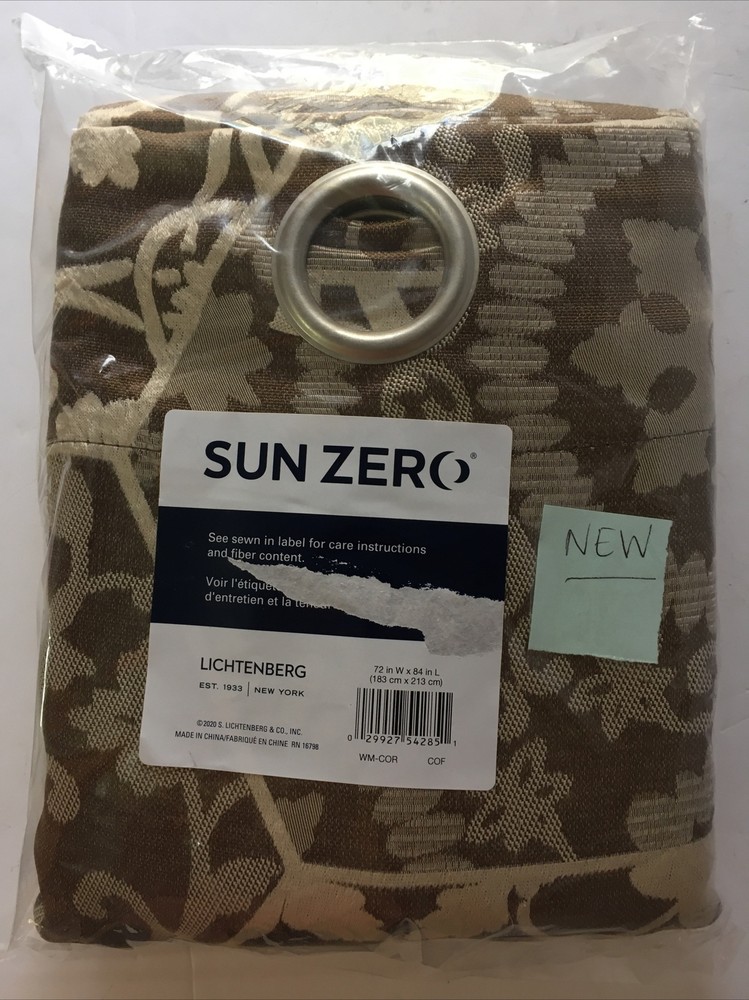 SUN ZERO®
See sewn in label for care instructions
and fiber content.
Voir l'étiquet
d'entretien et la
NEW
LICHTENBERG
EST. 1933 | NEW YORK
72 in W x 84 in L
(183 cm x 213 cm)
©2020 S. LICHTENBERG & CO., INC.
MADE IN CHINA/FABRIQUÉ EN CHINE RN 16798
0 29927 54285 1
WM-COR COF